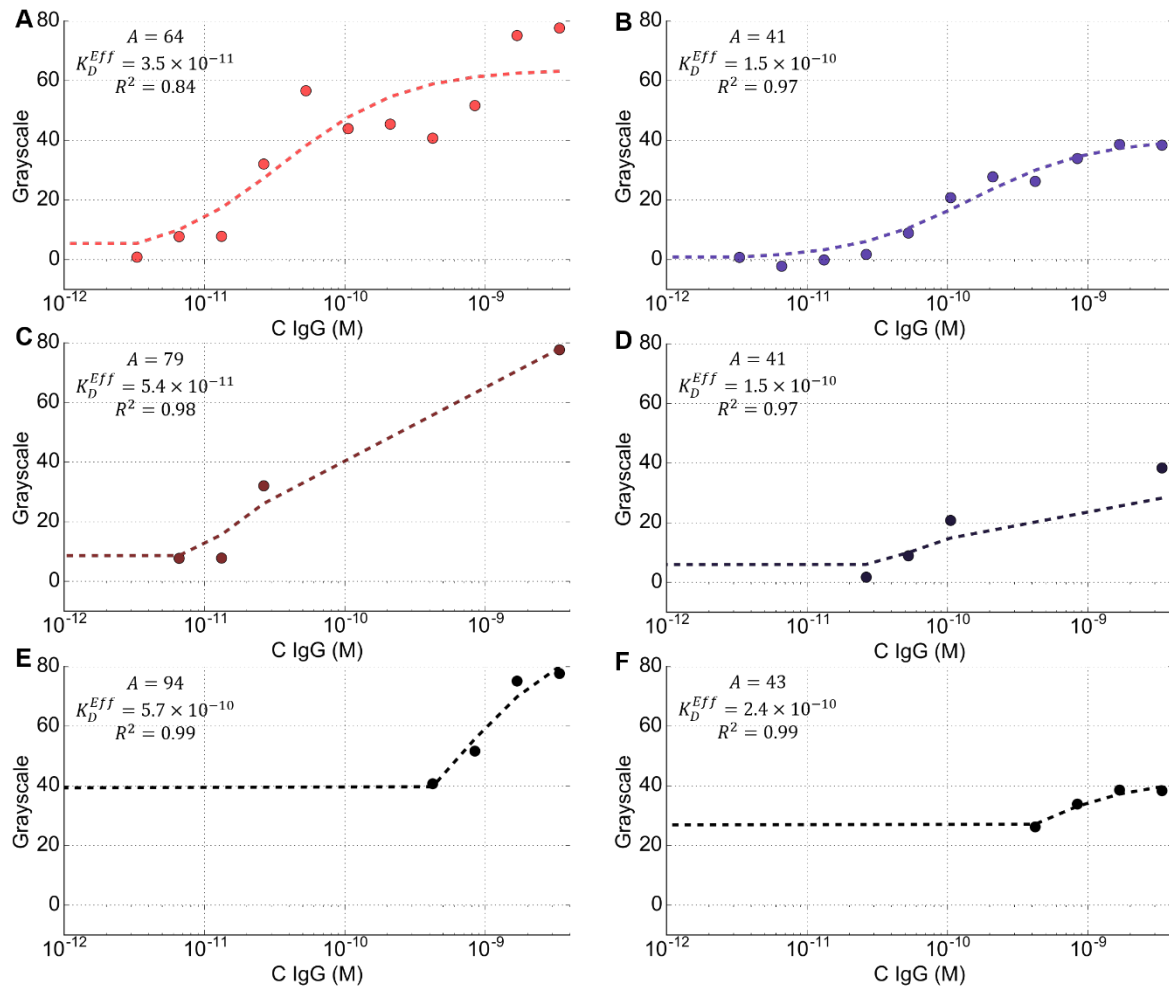 A
A = 64
K_D^Eff = 3.5 × 10^-11
R² = 0.84
80
60
40
20
0
Grayscale
10^-12 10^-11 10^-10 10^-9
C IgG (M)
B
A = 41
K_D^Eff = 1.5 × 10^-10
R² = 0.97
80
60
40
20
0
Grayscale
10^-12 10^-11 10^-10 10^-9
C IgG (M)
C
A = 79
K_D^Eff = 5.4 × 10^-11
R² = 0.98
80
60
40
20
0
Grayscale
10^-12 10^-11 10^-10 10^-9
C IgG (M)
D
A = 41
K_D^Eff = 1.5 × 10^-10
R² = 0.97
80
60
40
20
0
Grayscale
10^-12 10^-11 10^-10 10^-9
C IgG (M)
E
A = 94
K_D^Eff = 5.7 × 10^-10
R² = 0.99
80
60
40
20
0
Grayscale
10^-12 10^-11 10^-10 10^-9
C IgG (M)
F
A = 43
K_D^Eff = 2.4 × 10^-10
R² = 0.99
80
60
40
20
0
Grayscale
10^-12 10^-11 10^-10 10^-9
C IgG (M)